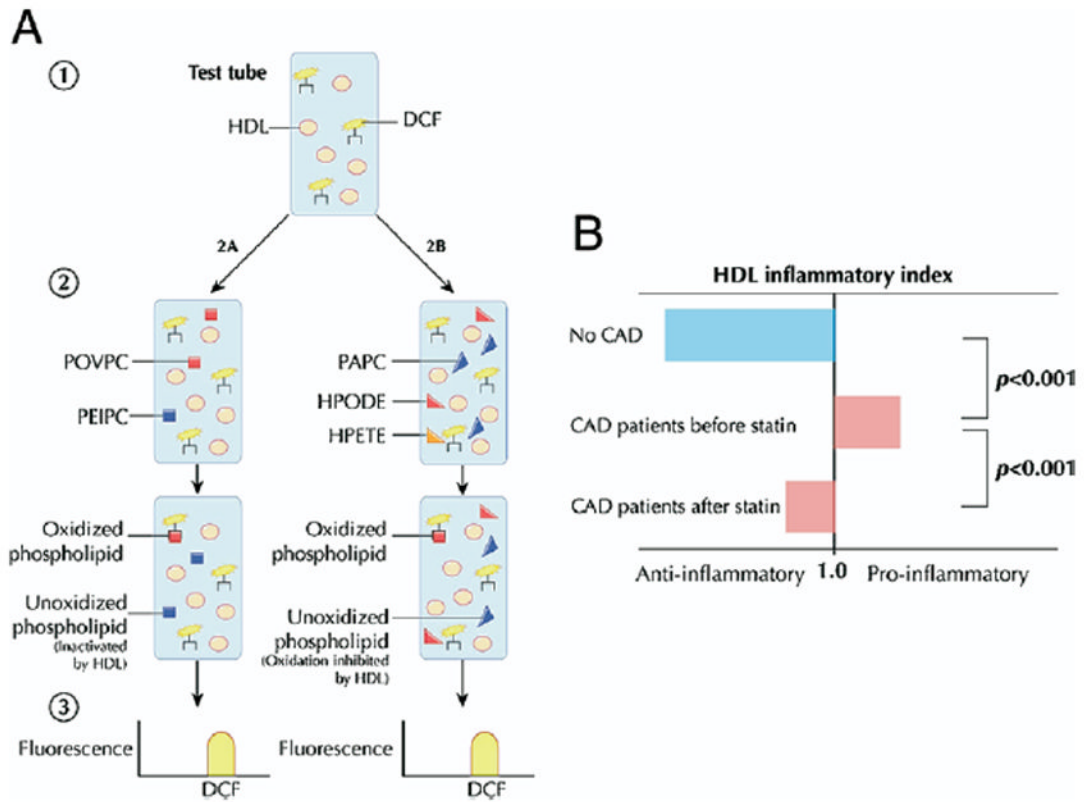 A
1
Test tube
HDL
DCF
2A
2B
2
POVPC
PEIPC
PAPC
HPODE
HPETE
Oxidized
phospholipid
Unoxidized
phospholipid
(Inactivated
by HDL)
Oxidized
phospholipid
Unoxidized
phospholipid
(Oxidation inhibited
by HDL)
3
Fluorescence
DCF
Fluorescence
DCF
B
HDL inflammatory index
No CAD
CAD patients before statin
CAD patients after statin
p<0.001
p<0.001
Anti-inflammatory 1.0 Pro-inflammatory